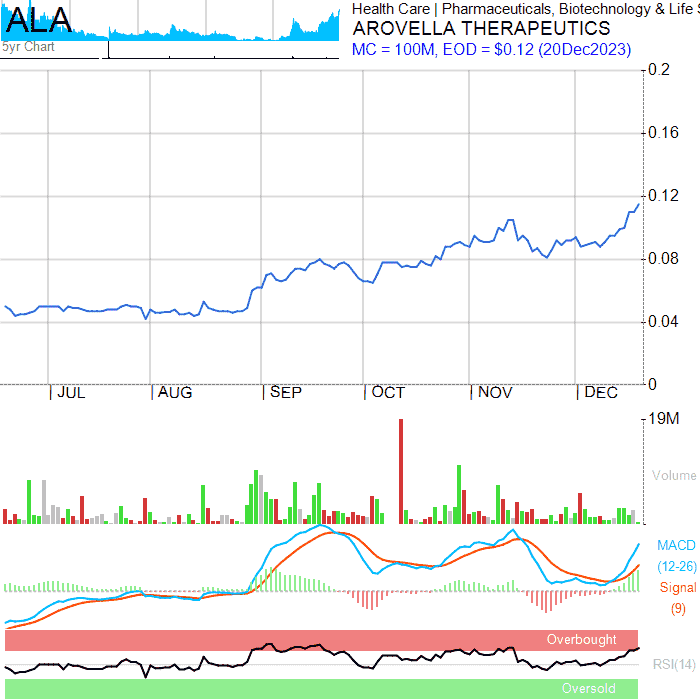 ALA
5yr Chart
Health Care | Pharmaceuticals, Biotechnology & Life S
AROVELLA THERAPEUTICS
MC = 100M, EOD = $0.12 (20Dec2023)
0.2
0.16
0.12
0.08
0.04
0
JUL AUG SEP OCT NOV DEC
19M
Volume
MACD
(12-26)
Signal
(9)
Overbought
RSI(14)
Oversold